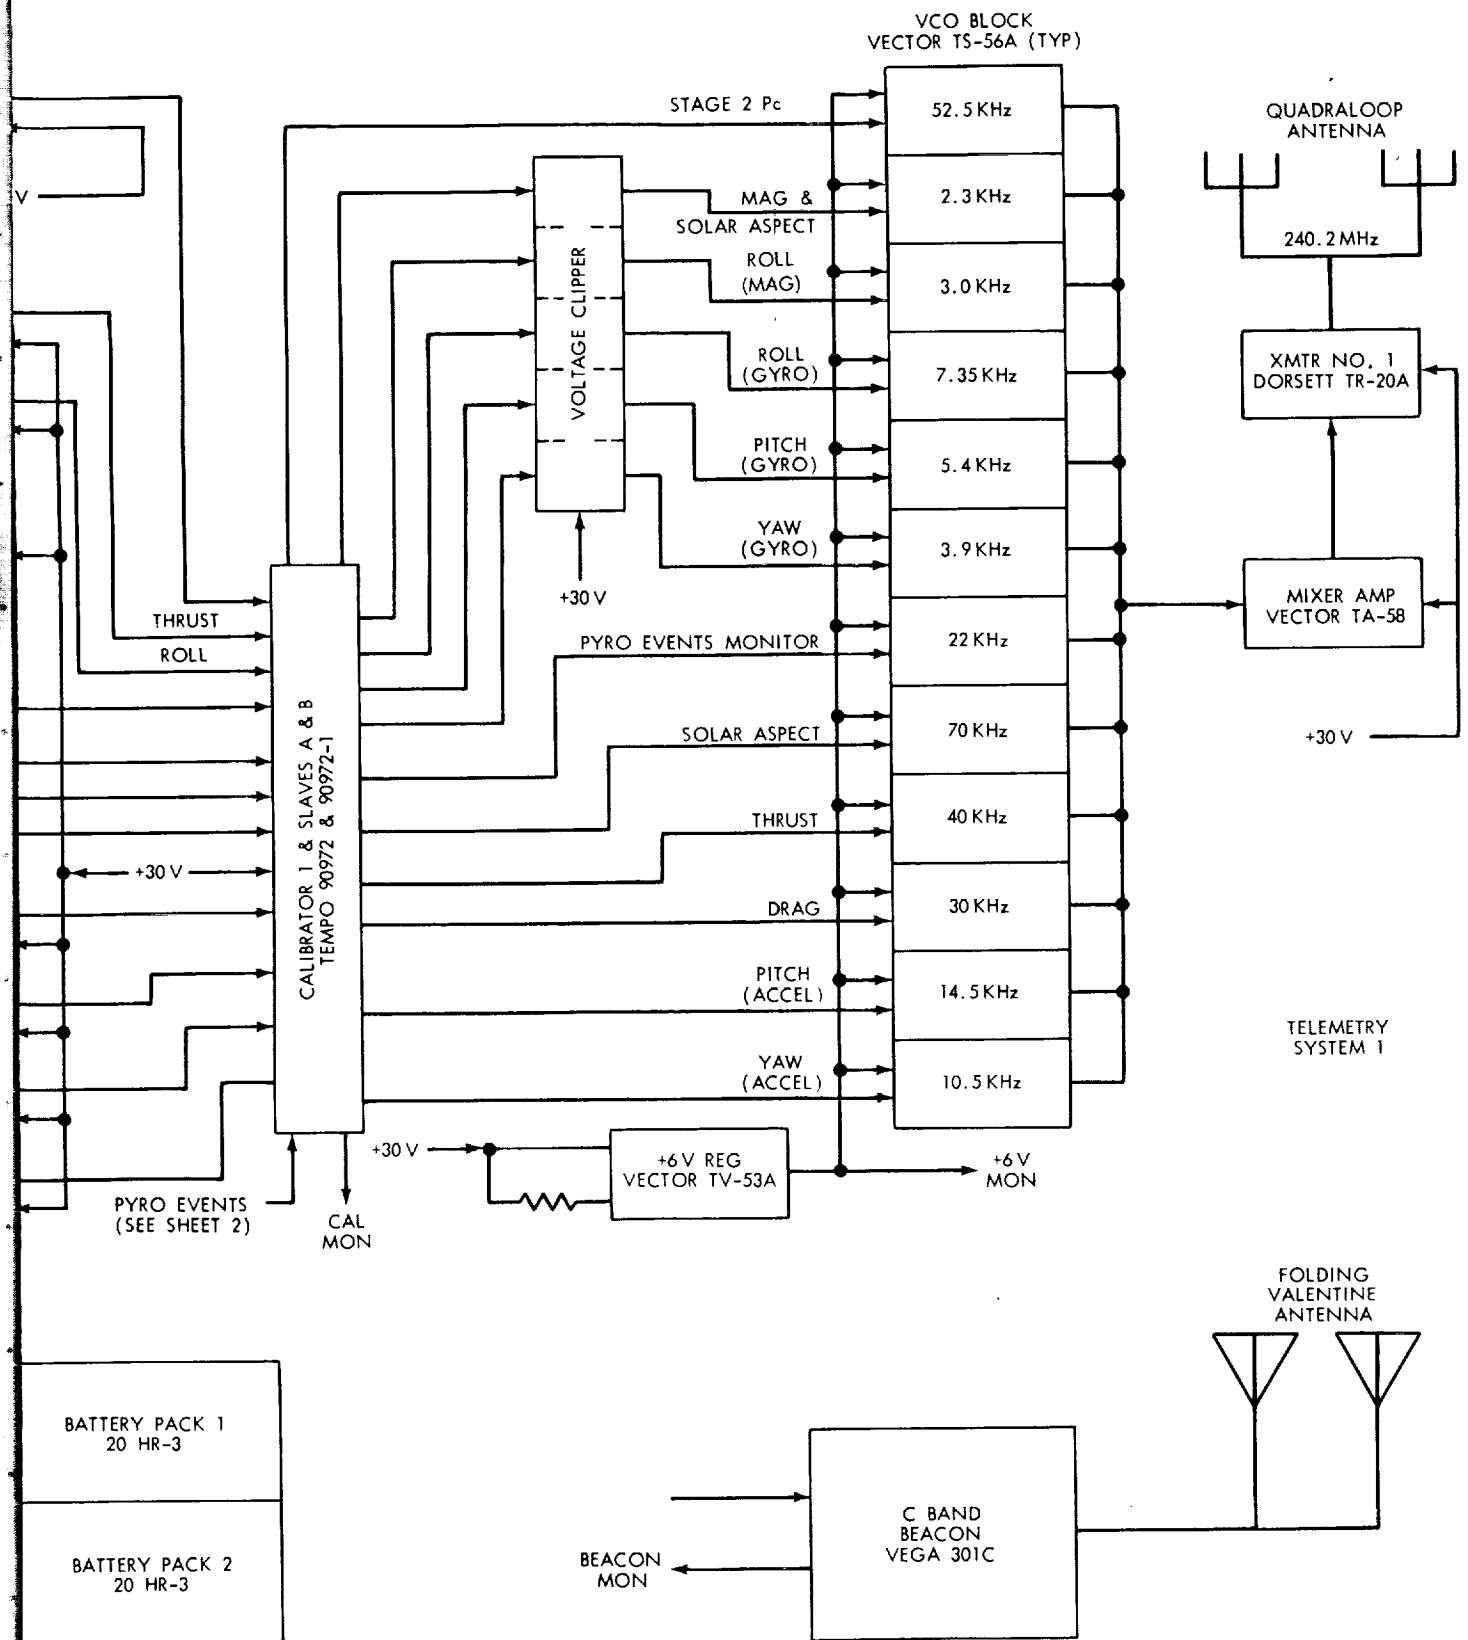 VCO BLOCK
VECTOR TS-56A (TYP)
STAGE 2 Pc
52.5 KHz
QUADRALOOP
ANTENNA
V
MAG &
SOLAR ASPECT
2.3 KHz
240.2 MHz
ROLL
(MAG)
3.0 KHz
VOLTAGE CLIPPER
ROLL
(GYRO)
7.35 KHz
XMTR NO. 1
DORSETT TR-20A
PITCH
(GYRO)
5.4 KHz
YAW
(GYRO)
3.9 KHz
+30 V
THRUST
ROLL
PYRO EVENTS MONITOR
22 KHz
MIXER AMP
VECTOR TA-58
SOLAR ASPECT
70 KHz
+30 V
CALIBRATOR 1 & SLAVES A & B
TEMPO 90972 & 90972-1
THRUST
40 KHz
+30 V
DRAG
30 KHz
PITCH
(ACCEL)
14.5 KHz
TELEMETRY
SYSTEM 1
YAW
(ACCEL)
10.5 KHz
+30 V
+6 V REG
VECTOR TV-53A
+6 V
MON
PYRO EVENTS
(SEE SHEET 2)
CAL
MON
FOLDING
VALENTINE
ANTENNA
BATTERY PACK 1
20 HR-3
C BAND
BEACON
VEGA 301C
BEACON
MON
BATTERY PACK 2
20 HR-3